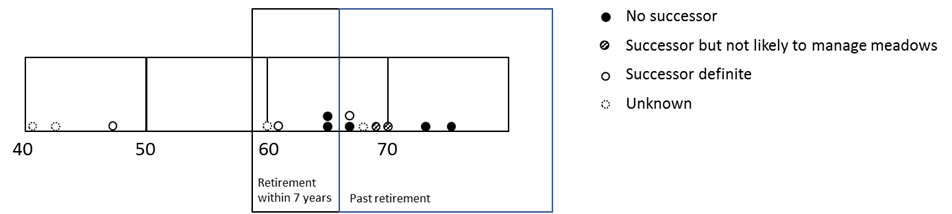 No successor
Successor but not likely to manage meadows
Successor definite
Unknown
40 50 60 70
Retirement
within 7 years
Past retirement